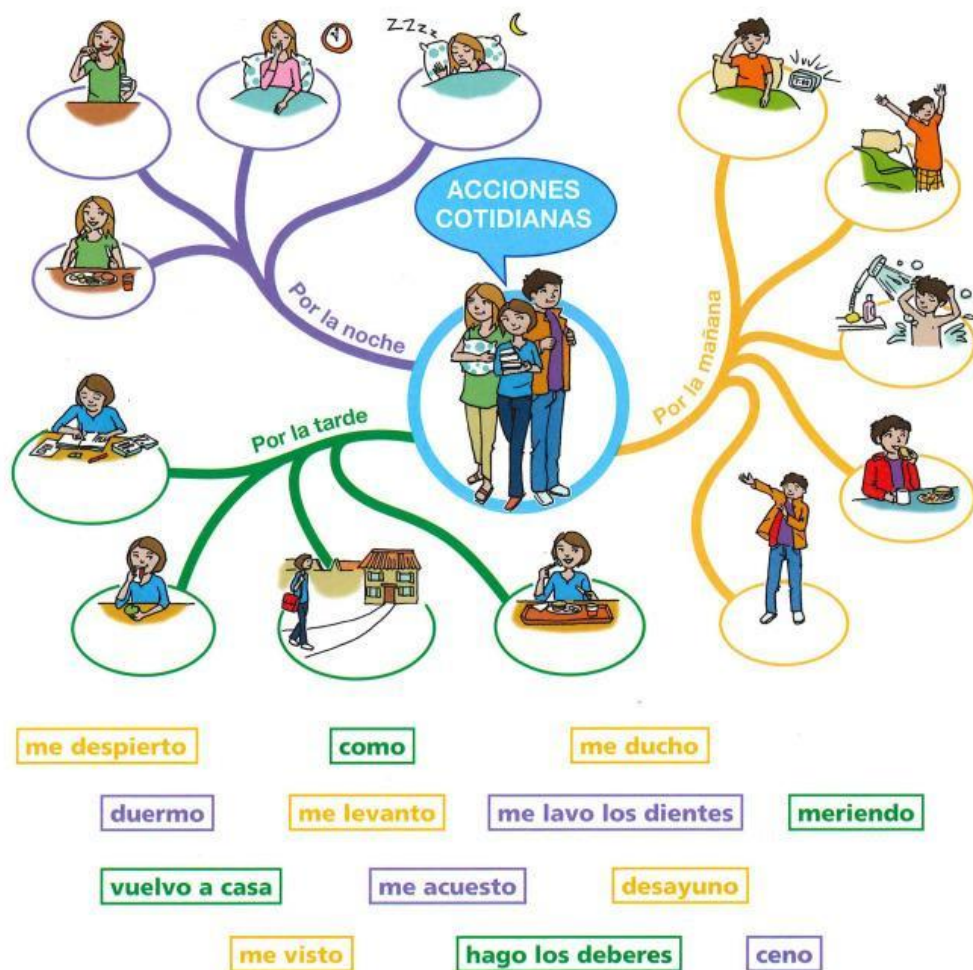 ZZzzz
ACCIONES
COTIDIANAS
Por la noche
Por la mañana
Por la tarde
me despierto
como
me ducho
duermo
me levanto
me lavo los dientes
meriendo
vuelvo a casa
me acuesto
desayuno
me visto
hago los deberes
ceno